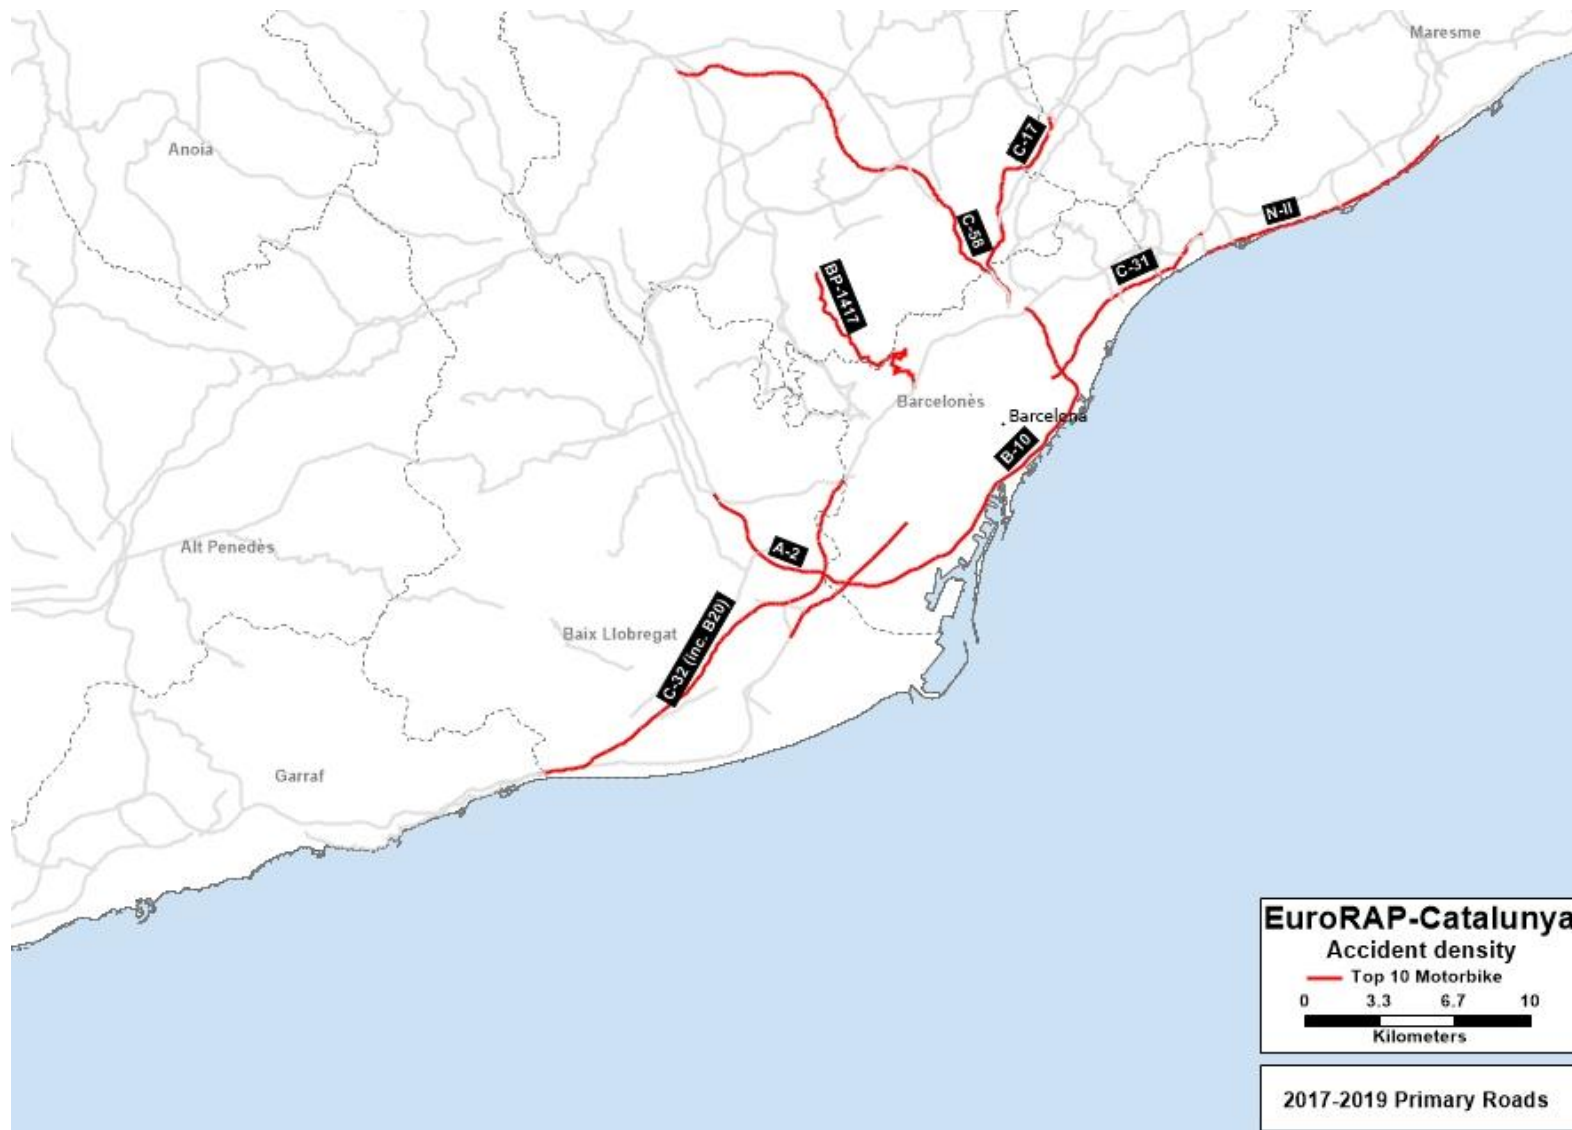 Maresme
Anoia
C-17
N-II
C-58
C-31
BP-1417
Barcelonès
Barcelona
B-10
A-2
Alt Penedès
C-32 (inc. B20)
Baix Llobregat
Garraf
EuroRAP-Catalunya
Accident density
Top 10 Motorbike
0 3.3 6.7 10
Kilometers
2017-2019 Primary Roads